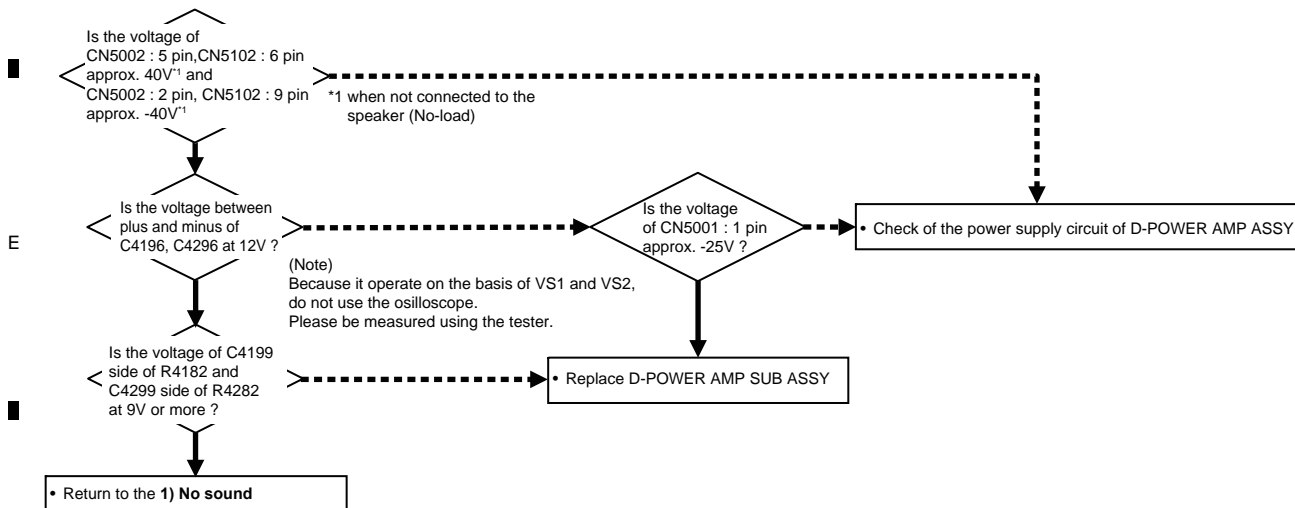 Is the voltage of
CN5002 : 5 pin,CN5102 : 6 pin
approx. 40V*1 and
CN5002 : 2 pin, CN5102 : 9 pin
approx. -40V*1
*1 when not connected to the
speaker (No-load)
E
Is the voltage between
plus and minus of
C4196, C4296 at 12V ?
(Note)
Because it operate on the basis of VS1 and VS2,
do not use the osilloscope.
Please be measured using the tester.
Is the voltage
of CN5001 : 1 pin
approx. -25V ?
• Check of the power supply circuit of D-POWER AMP ASSY
Is the voltage of C4199
side of R4182 and
C4299 side of R4282
at 9V or more ?
• Replace D-POWER AMP SUB ASSY
• Return to the 1) No sound